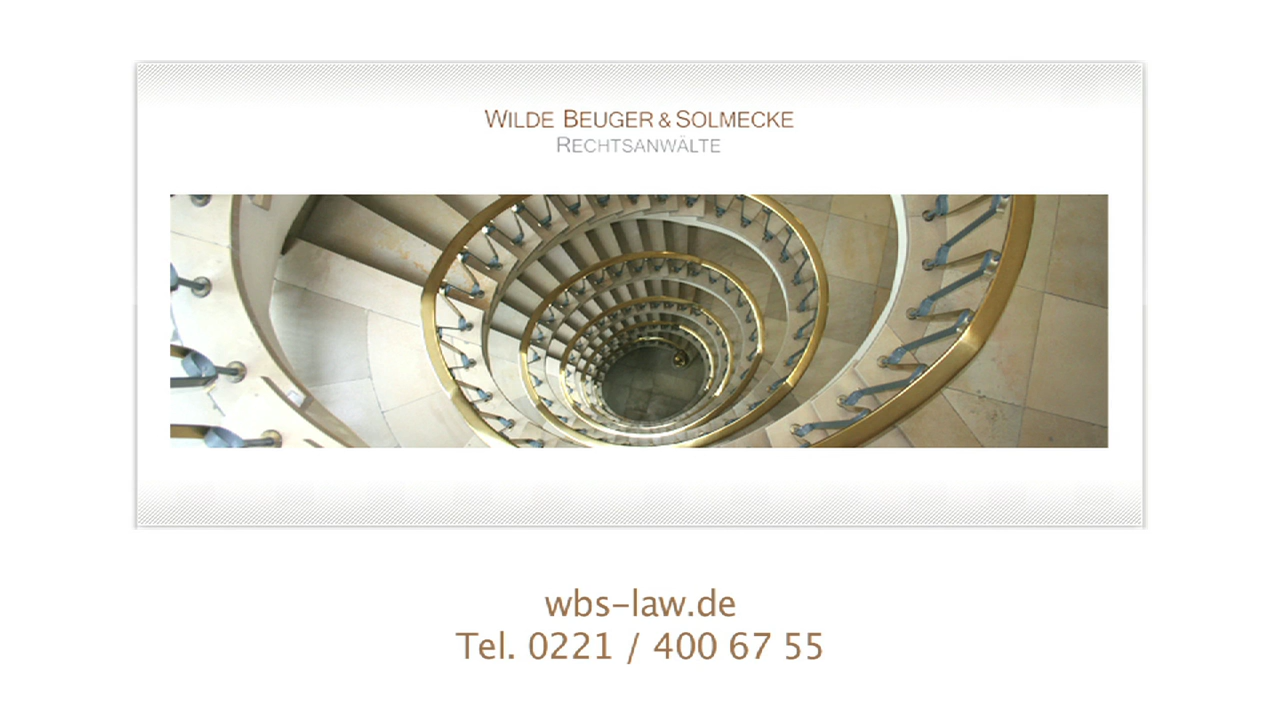 WILDE BEUGER & SOLMECKE
RECHTSANWÄLTE
wbs-law.de
Tel. 0221 / 400 67 55